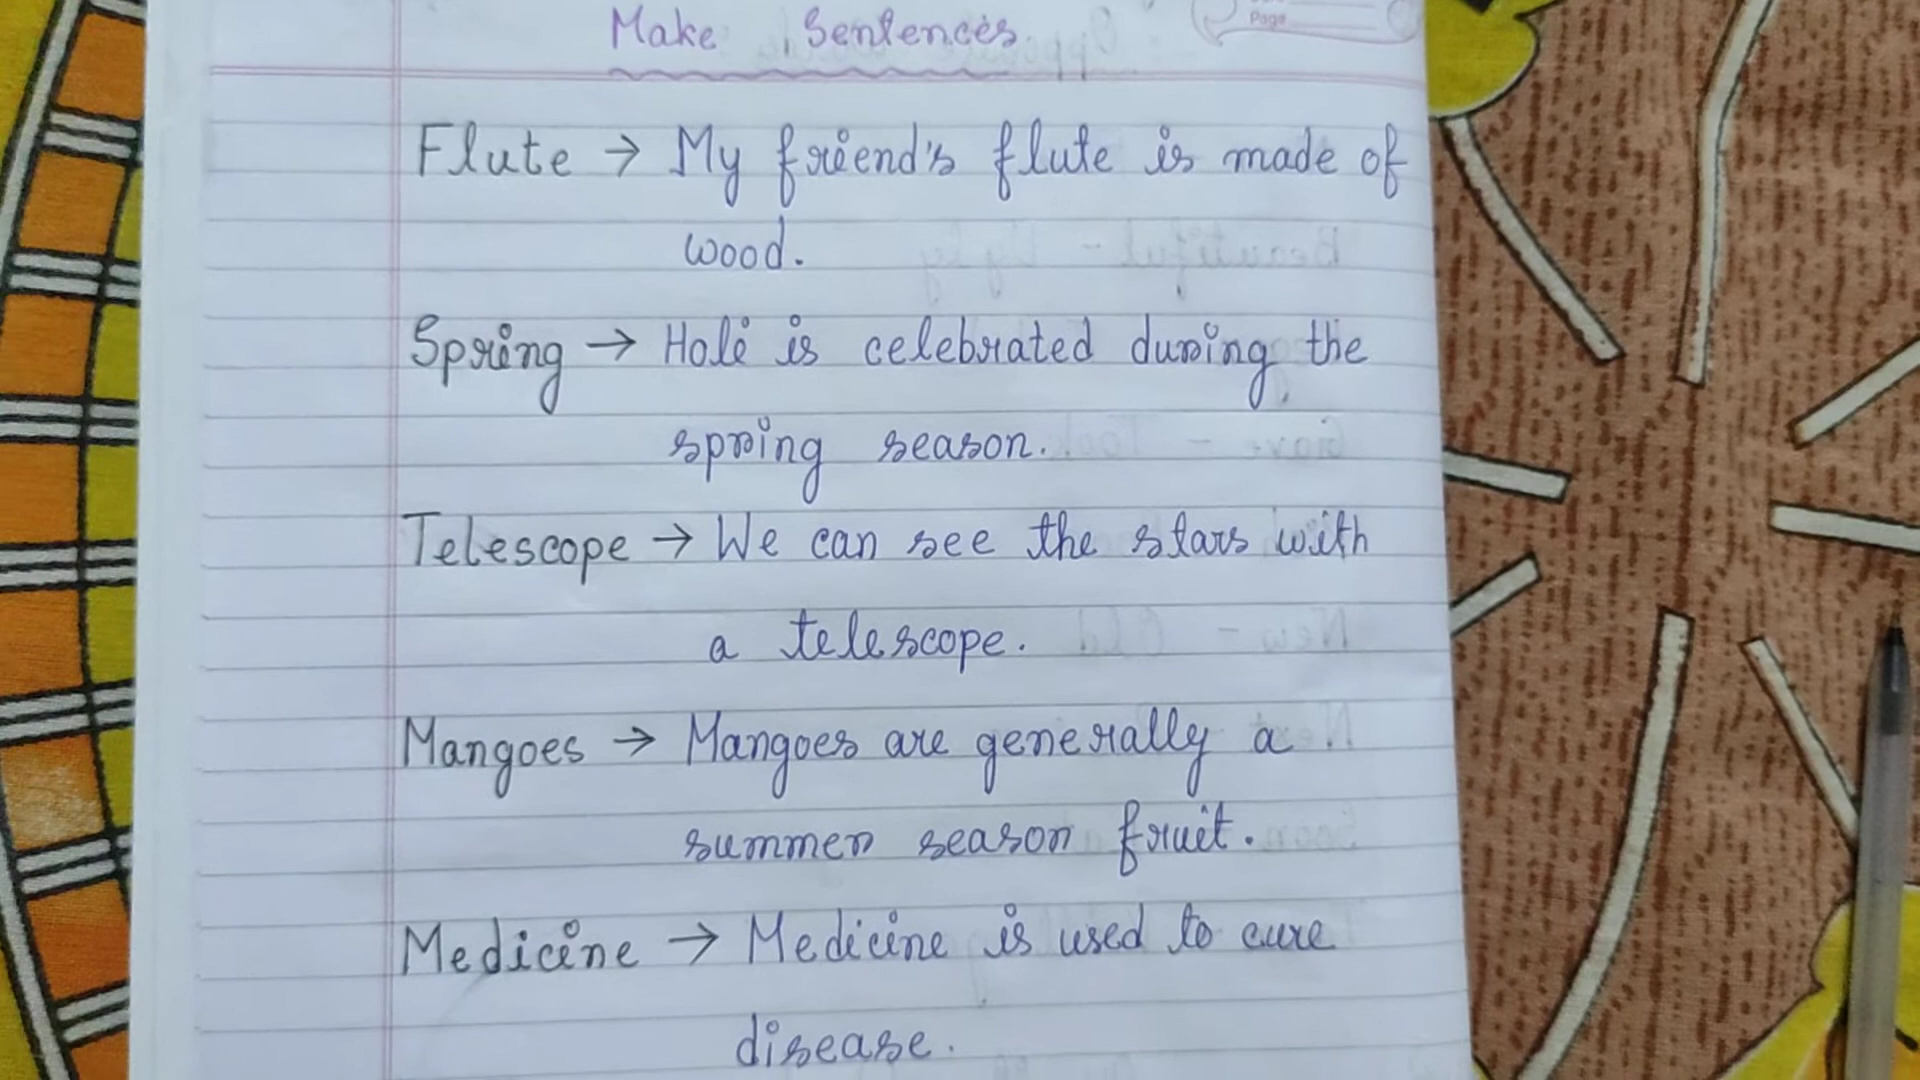 Page
Make Sentences
Flute → My friend's flute is made of
wood.
Spring → Holi is celebrated during the
spring season.
Telescope → We can see the stars with
a telescope.
Mangoes → Mangoes are generally a
summer season fruit.
Medicine → Medicine is used to cure
disease.